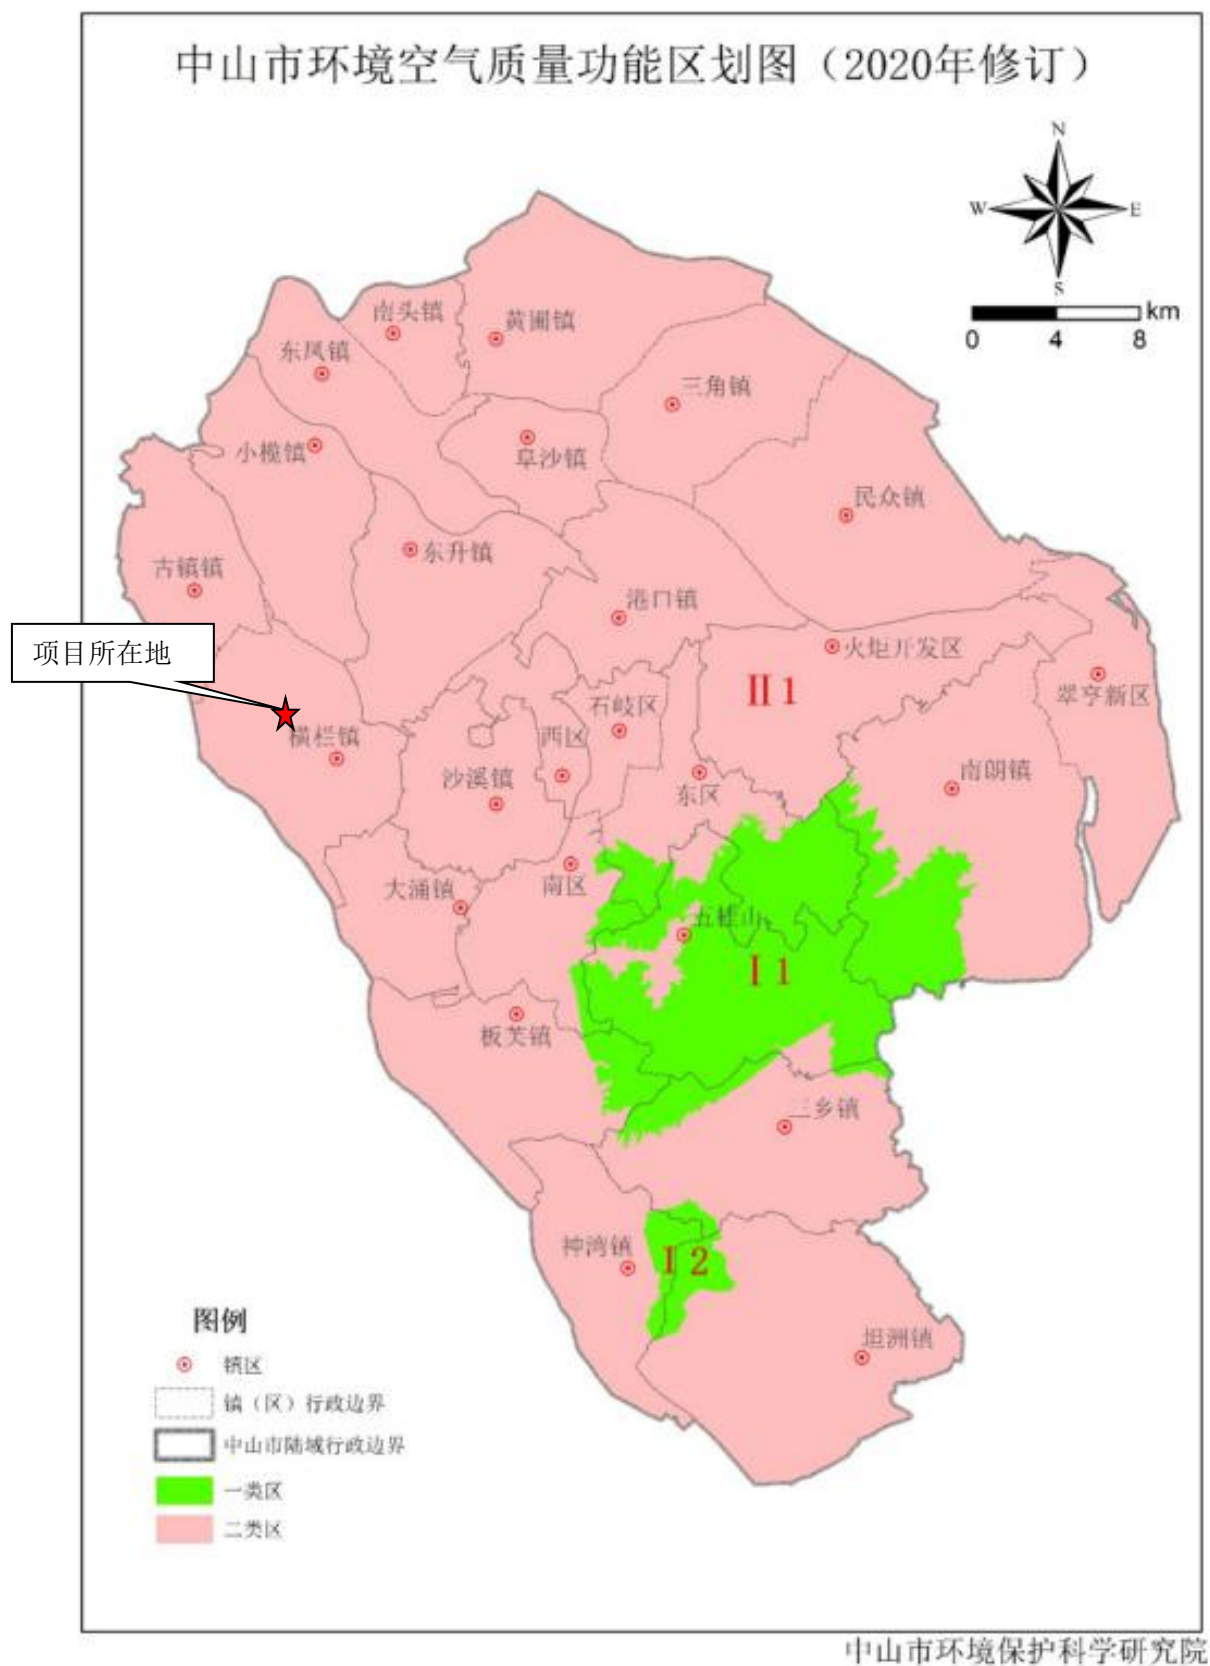 中山市环境空气质量功能区划图（2020年修订）
N
W
E
S
km
0 4 8
南头镇
黄圃镇
东凤镇
三角镇
小榄镇
阜沙镇
民众镇
东升镇
古镇镇
港口镇
项目所在地
火炬开发区
翠亨新区
II 1
石岐区
横栏镇
西区
沙溪镇
东区
南朗镇
大涌镇
南区
五桂山
I 1
板芙镇
三乡镇
神湾镇
I 2
坦洲镇
图例
镇区
镇（区）行政边界
中山市陆域行政边界
一类区
二类区
中山市环境保护科学研究院